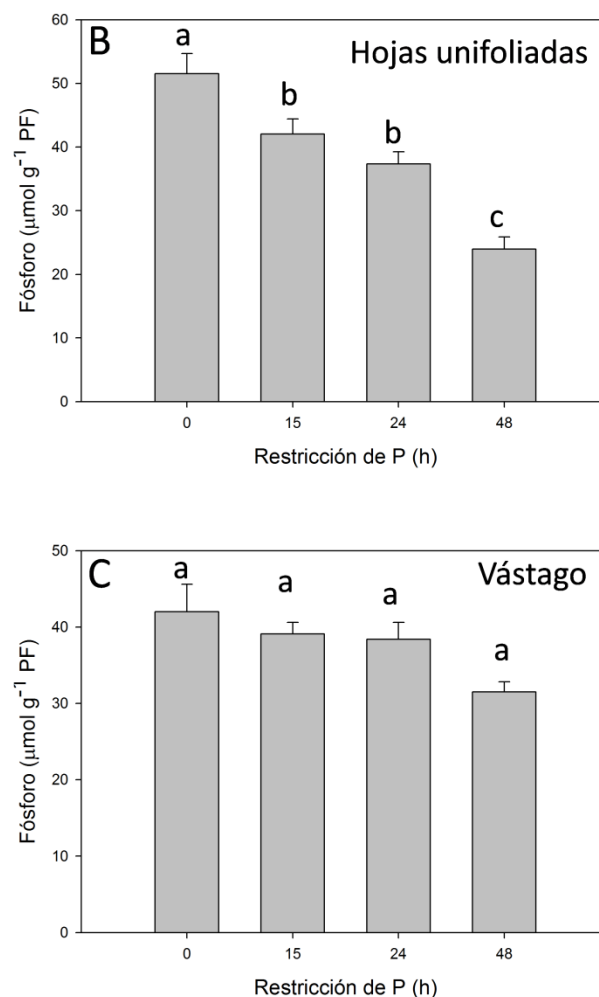 B
Hojas unifoliadas
Fósforo (μmol g⁻¹ PF)
60
50
40
30
20
10
0
a
b
b
c
0 15 24 48
Restricción de P (h)
C
Vástago
Fósforo (μmol g⁻¹ PF)
50
40
30
20
10
0
a
a
a
a
0 15 24 48
Restricción de P (h)